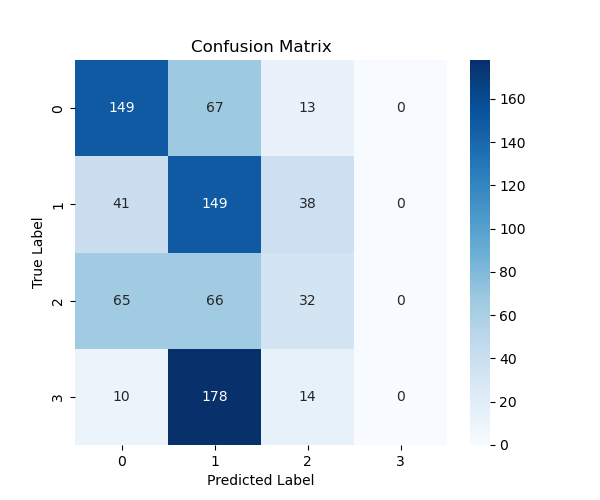 Confusion Matrix
0 149 67 13 0
1 41 149 38 0
2 65 66 32 0
3 10 178 14 0
0 1 2 3
Predicted Label
True Label
160
140
120
100
80
60
40
20
0